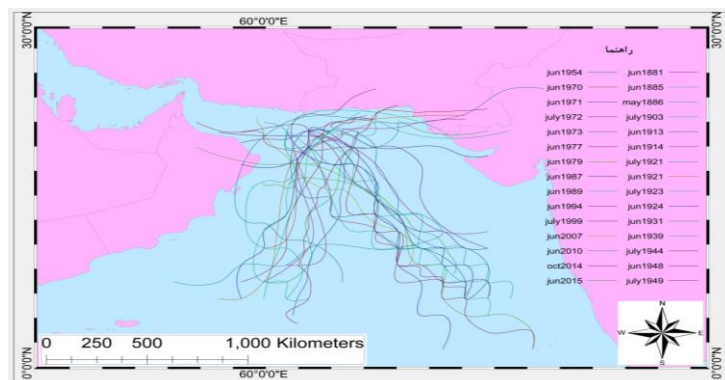 60°0'0"E
30°0'0"N
30°0'0"N
راهنما
jun1954 jun1881
jun1970 jun1885
jun1971 may1886
july1972 july1903
jun1973 jun1913
jun1977 jun1914
jun1979 july1921
jun1987 jun1921
jun1989 july1923
jun1994 jun1924
july1999 jun1931
jun2007 jun1939
jun2010 july1944
oct2014 jun1948
jun2015 july1949
N
W E
S
0 250 500 1,000 Kilometers
0°0'0"N
0°0'0"N
60°0'0"E